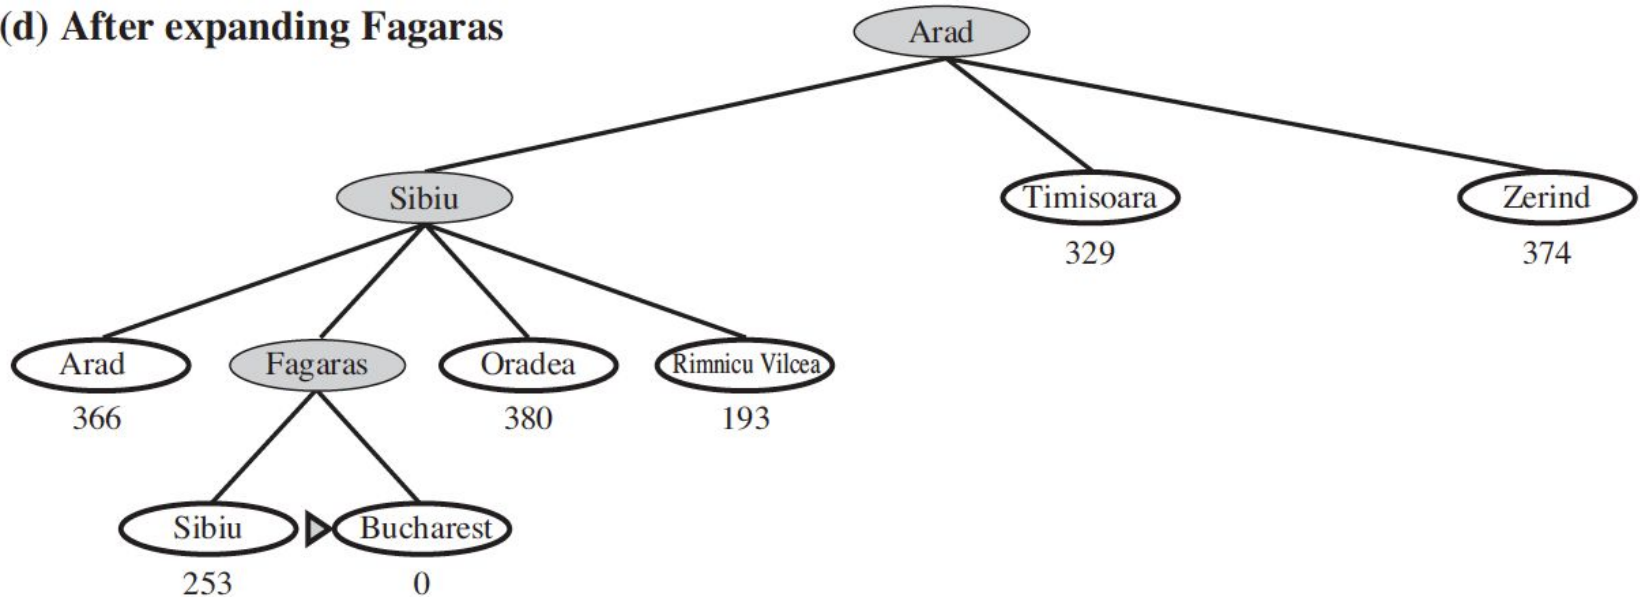 (d) After expanding Fagaras
Arad
Sibiu
Timisoara
Zerind
329
374
Arad
Fagaras
Oradea
Rimnicu Vilcea
366
380
193
Sibiu
Bucharest
253
0